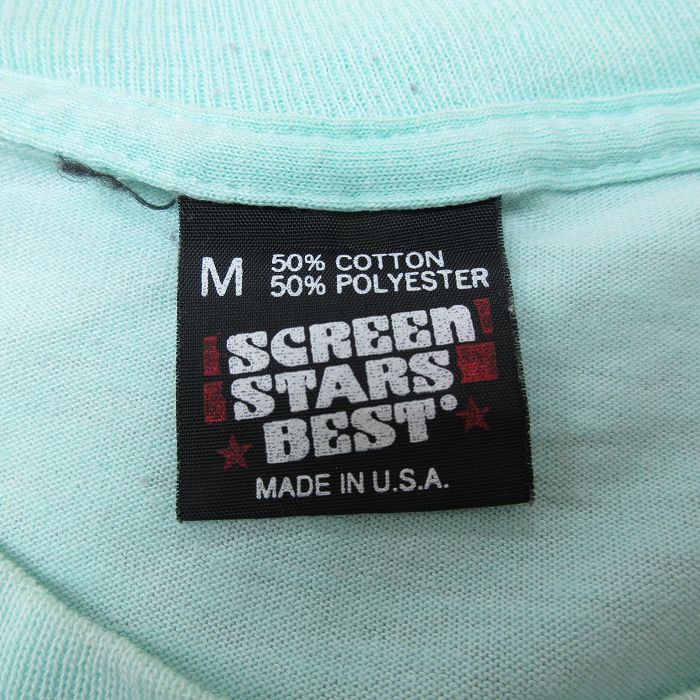 M 50% COTTON
50% POLYESTER
SCREEN
STARS
BEST
MADE IN U.S.A.